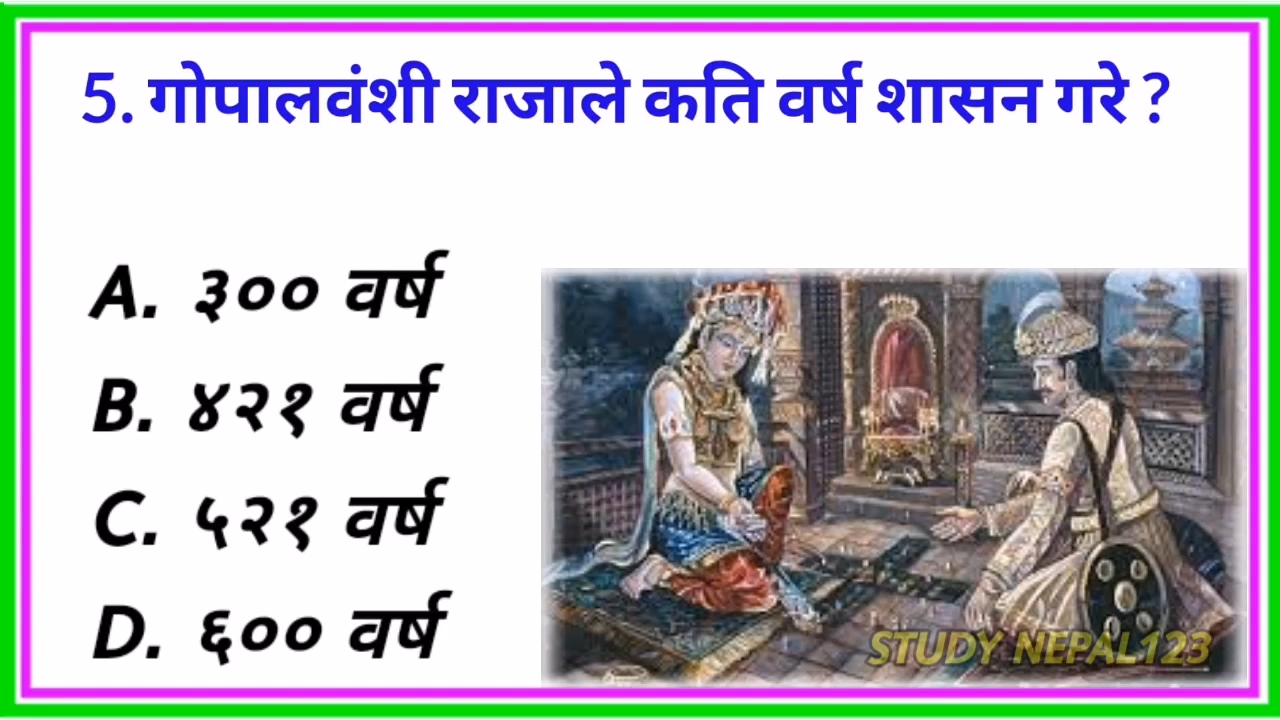 5. गोपालवंशी राजाले कति वर्ष शासन गरे ?
A. ३०० वर्ष
B. ४२१ वर्ष
C. ५२१ वर्ष
D. ६०० वर्ष
STUDY NEPAL123